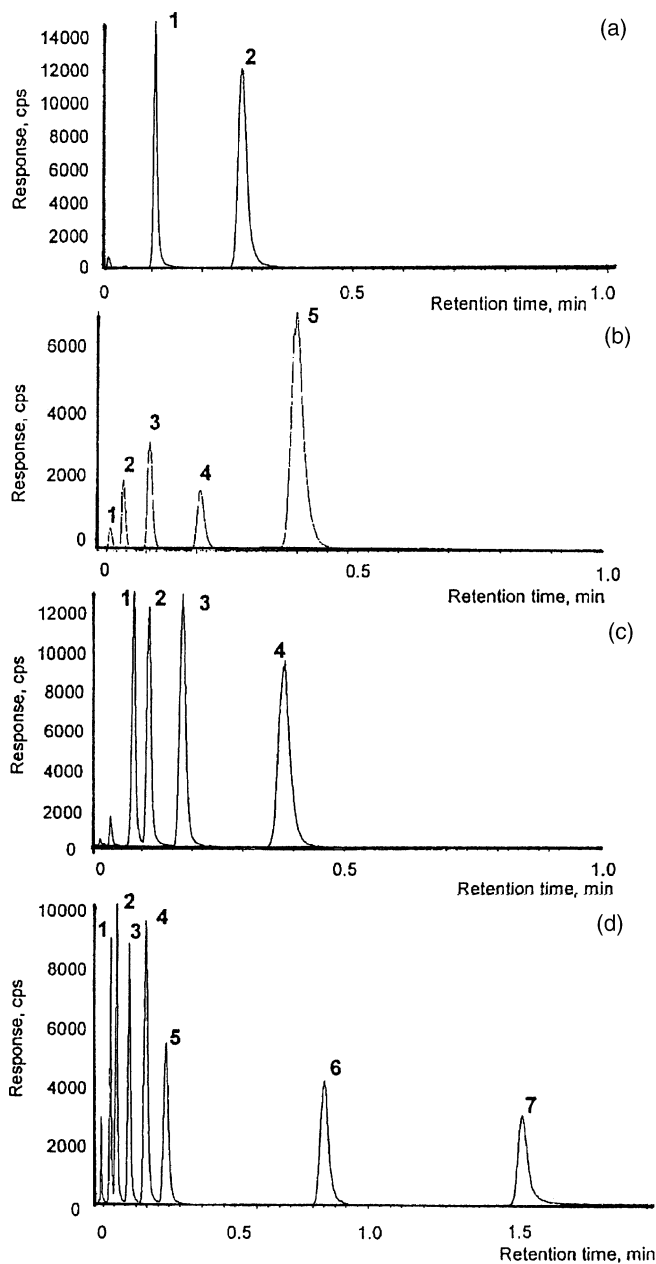 (a)
1
2
14000
12000
10000
8000
6000
4000
2000
0
Response, cps
0 0.5 1.0
Retention time, min
(b)
5
6000
4000
2000
0
Response, cps
1 2 3 4
0 0.5 1.0
Retention time, min
(c)
1 2 3
4
12000
10000
8000
6000
4000
2000
0
Response, cps
0 0.5 1.0
Retention time, min
(d)
1 2 3 4
5
6
7
10000
8000
6000
4000
2000
0
Response, cps
0 0.5 1.0 1.5
Retention time, min